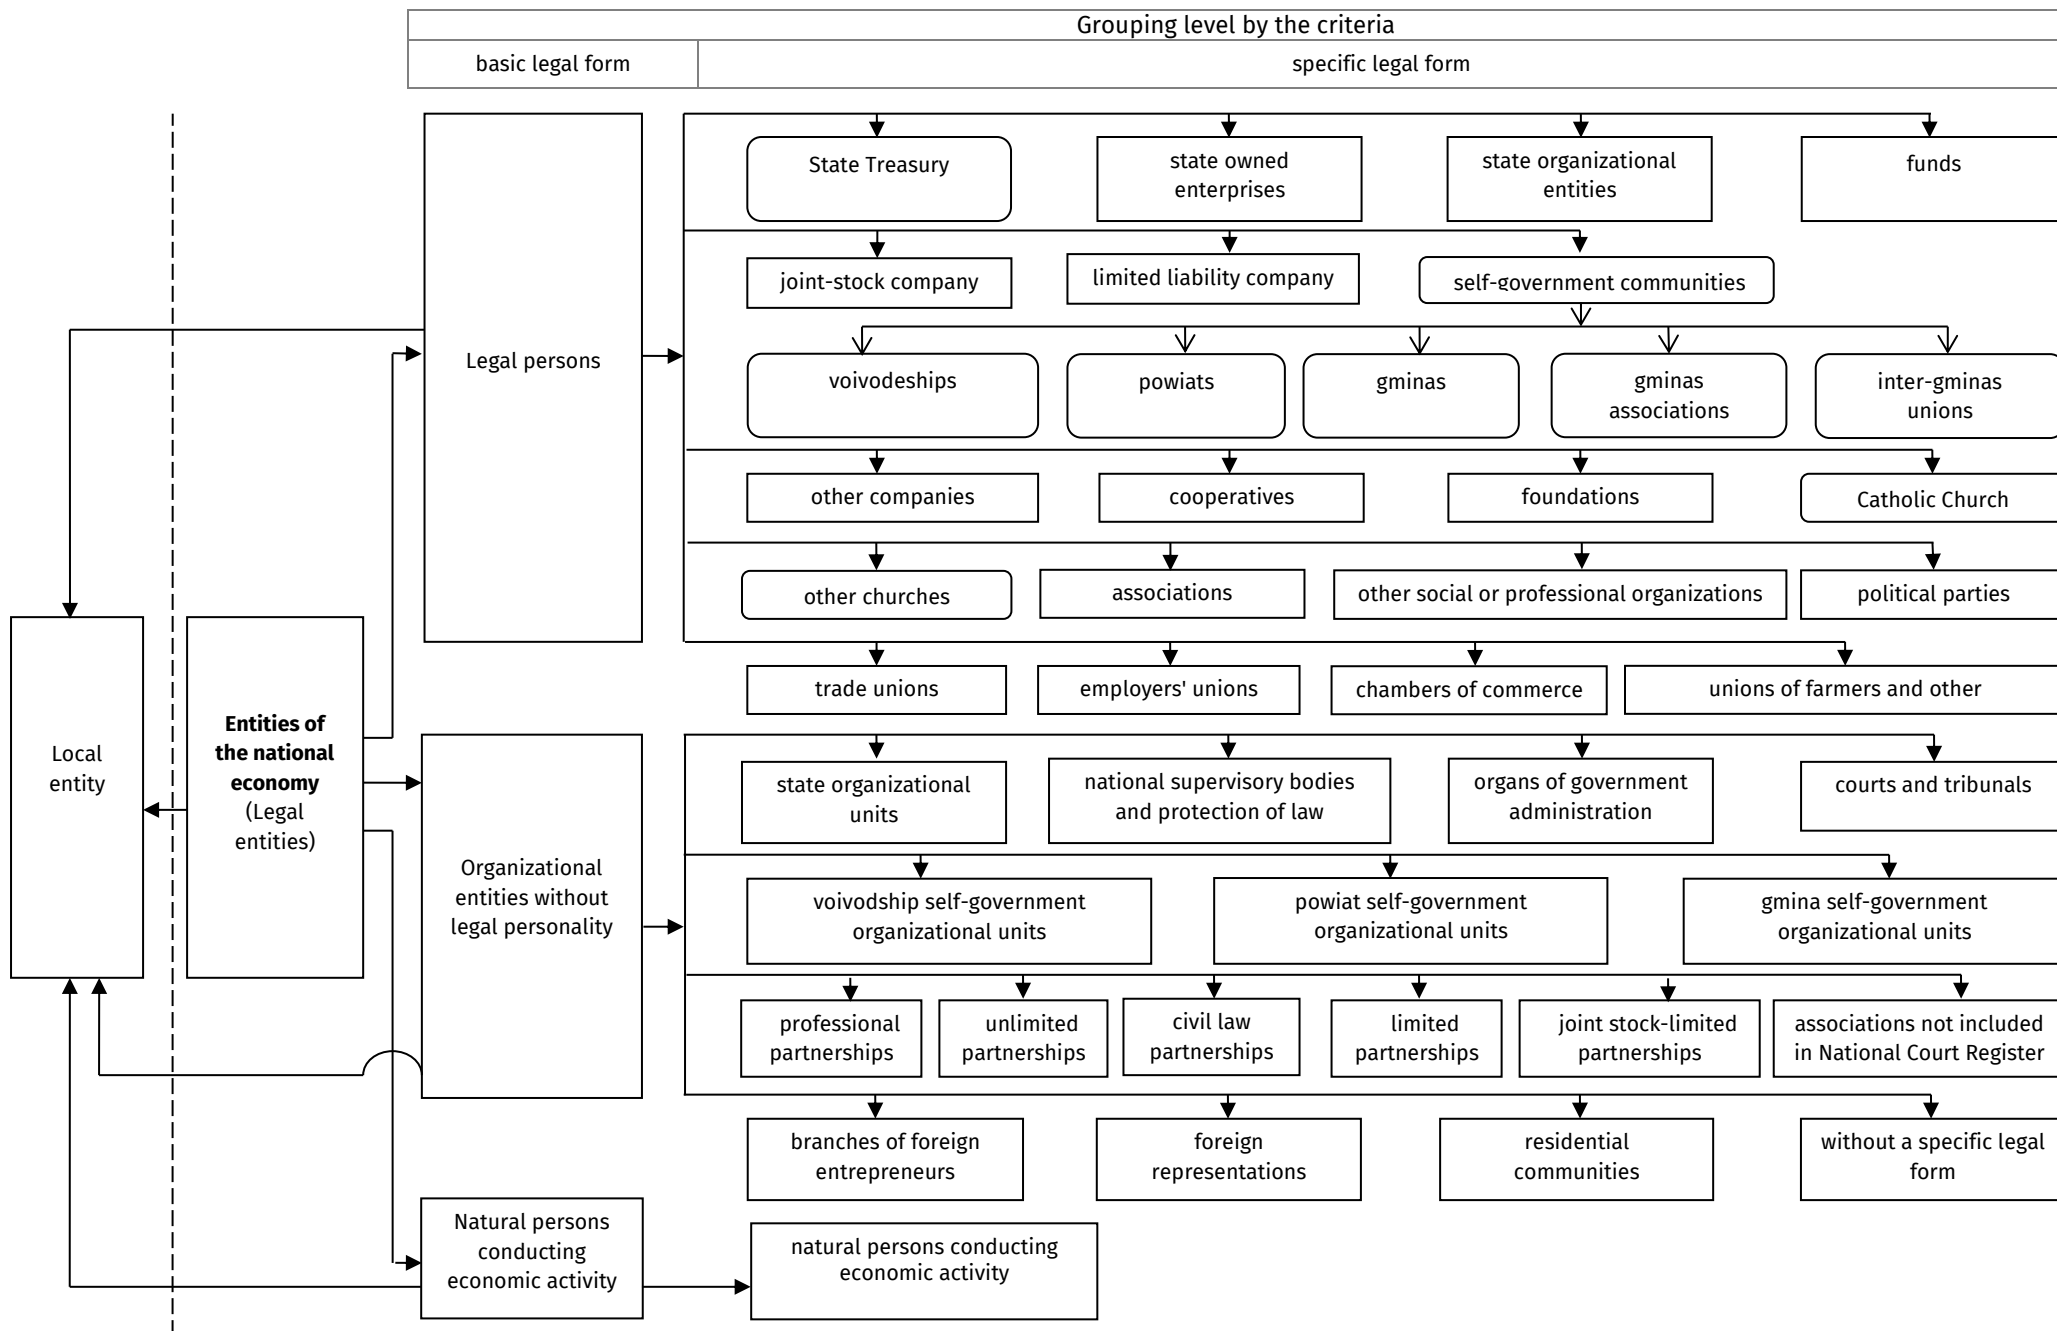 Grouping level by the criteria
basic legal form
specific legal form
State Treasury
state owned
enterprises
state organizational
entities
funds
joint-stock company
limited liability company
self-government communities
Legal persons
voivodeships
powiats
gminas
gminas
associations
inter-gminas
unions
other companies
cooperatives
foundations
Catholic Church
other churches
associations
other social or professional organizations
political parties
trade unions
employers' unions
chambers of commerce
unions of farmers and other
Local
entity
Entities of
the national
economy
(Legal
entities)
Organizational
entities without
legal personality
state organizational
units
national supervisory bodies
and protection of law
organs of government
administration
courts and tribunals
voivodship self-government
organizational units
powiat self-government
organizational units
gmina self-government
organizational units
professional
partnerships
unlimited
partnerships
civil law
partnerships
limited
partnerships
joint stock-limited
partnerships
associations not included
in National Court Register
branches of foreign
entrepreneurs
foreign
representations
residential
communities
without a specific legal
form
Natural persons
conducting
economic activity
natural persons conducting
economic activity